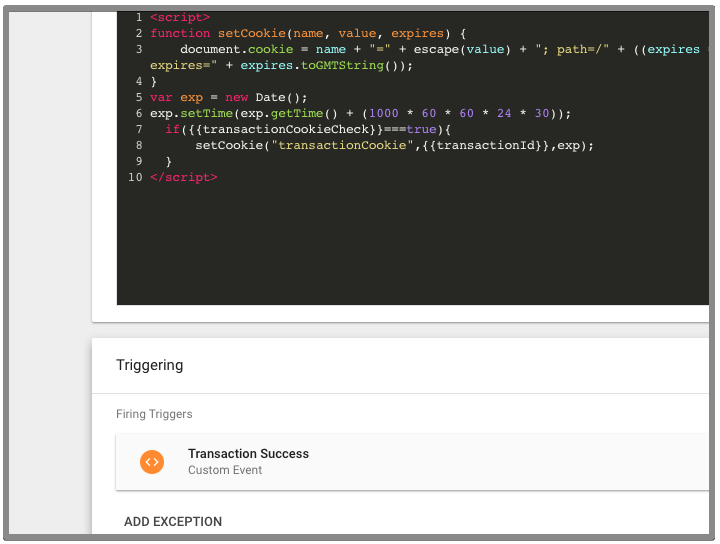 1 <script>
2 function setCookie(name, value, expires) {
3 document.cookie = name + "=" + escape(value) + "; path=/" + ((expires
expires=" + expires.toGMTString());
4 }
5 var exp = new Date();
6 exp.setTime(exp.getTime() + (1000 * 60 * 60 * 24 * 30));
7 if({{transactionCookieCheck}}===true){
8 setCookie("transactionCookie",{{transactionId}},exp);
9 }
10 </script>
Triggering
Firing Triggers
Transaction Success
Custom Event
ADD EXCEPTION